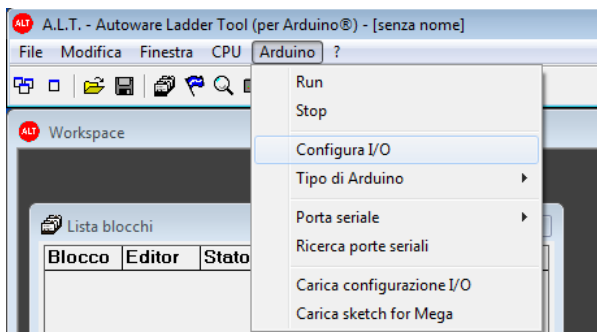 ALT A.L.T. - Autoware Ladder Tool (per Arduino®) - [senza nome]
File Modifica Finestra CPU Arduino ?
Run
Stop
ALT Workspace
Configura I/O
Tipo di Arduino
Porta seriale
Lista blocchi
Ricerca porte seriali
Blocco Editor Stato
Carica configurazione I/O
Carica sketch for Mega